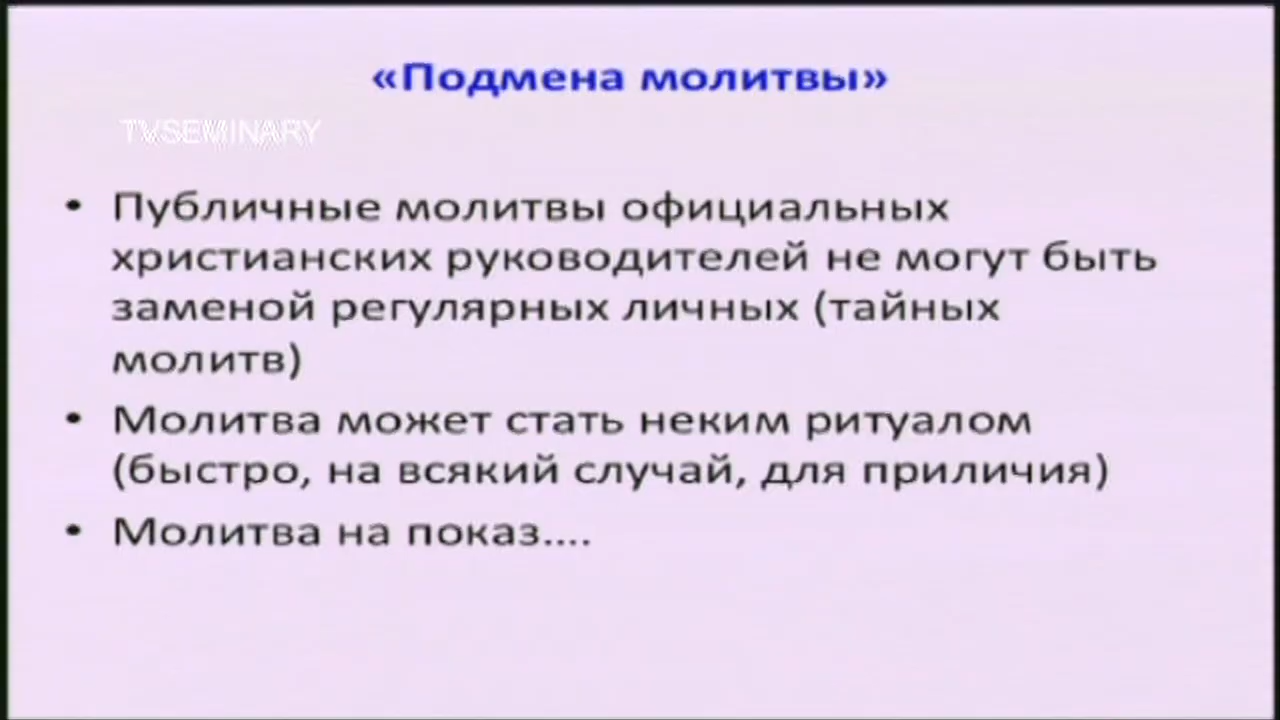 «Подмена молитвы»
TVSEMINARY
• Публичные молитвы официальных
христианских руководителей не могут быть
заменой регулярных личных (тайных
молитв)
• Молитва может стать неким ритуалом
(быстро, на всякий случай, для приличия)
• Молитва на показ....